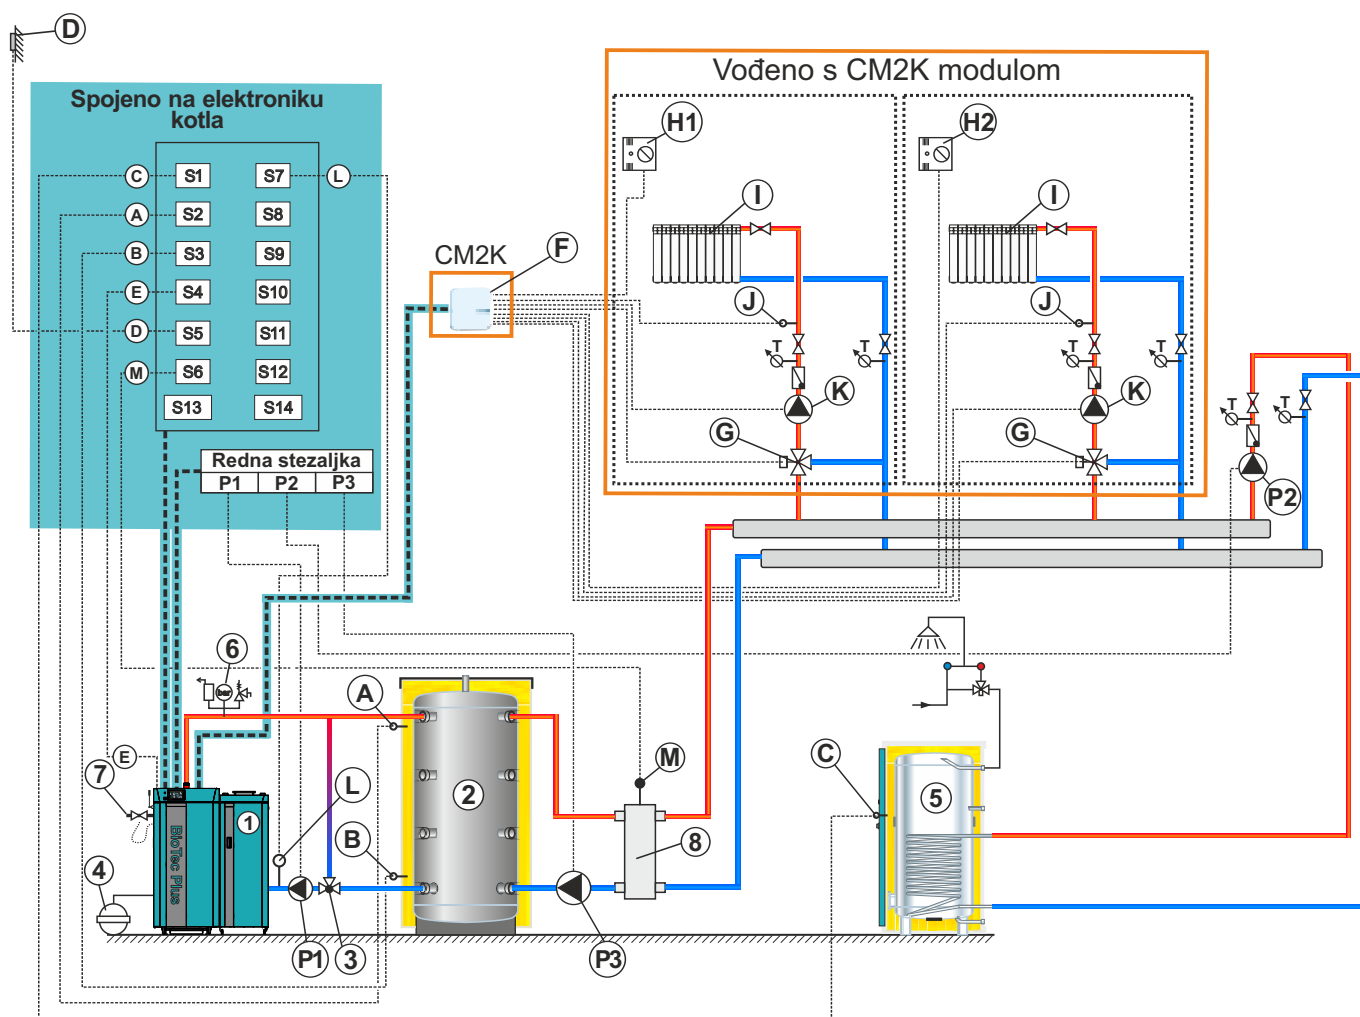 D
Vođeno s CM2K modulom
Spojeno na elektroniku
kotla
H1
H2
C
S1
S7
L
A
S2
S8
I
I
B
S3
S9
CM2K
F
E
S4
S10
J
J
D
S5
S11
T
T
T
T
M
S6
S12
K
K
S13
S14
T
T
G
G
Redna stezaljka
P1
P2
P3
P2
6
bar
A
E
M
C
7
L
2
5
1
B
8
BioTec Plus
4
P1
3
P3